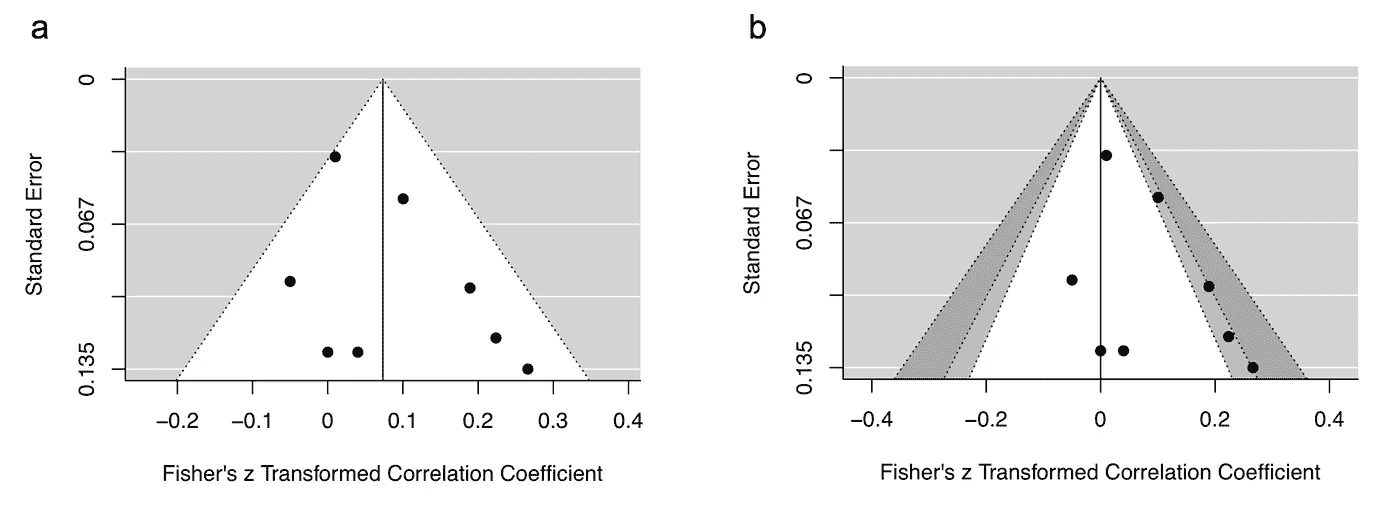 a
Standard Error
0
0.067
0.135
−0.2 −0.1 0 0.1 0.2 0.3 0.4
Fisher's z Transformed Correlation Coefficient
b
Standard Error
0
0.067
0.135
−0.4 −0.2 0 0.2 0.4
Fisher's z Transformed Correlation Coefficient